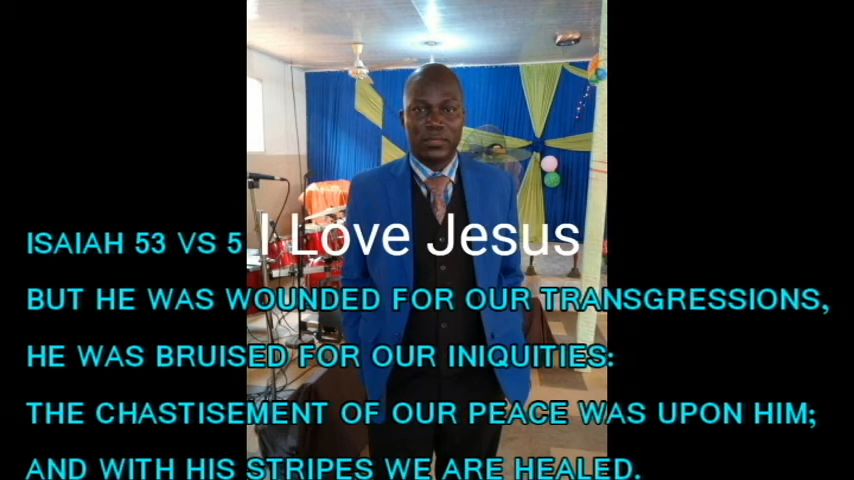 I Love Jesus
ISAIAH 53 VS 5
BUT HE WAS WOUNDED FOR OUR TRANSGRESSIONS,
HE WAS BRUISED FOR OUR INIQUITIES:
THE CHASTISEMENT OF OUR PEACE WAS UPON HIM;
AND WITH HIS STRIPES WE ARE HEALED.